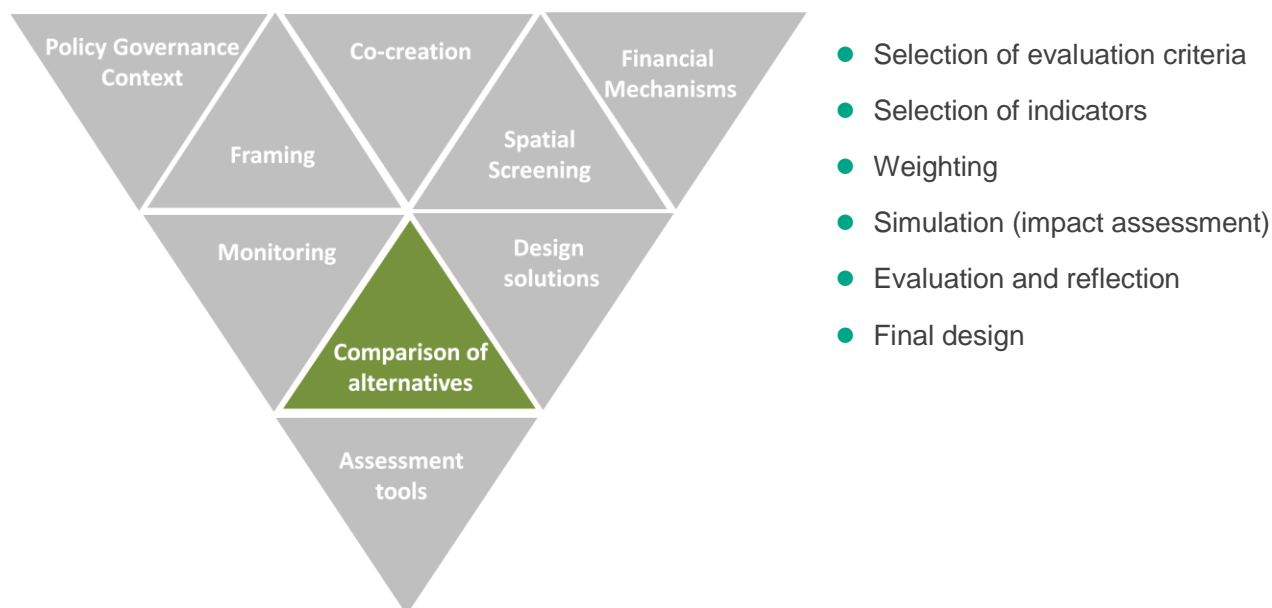 Policy Governance
Context
Co-creation
Financial
Mechanisms
Framing
Spatial
Screening
Monitoring
Design
solutions
Comparison of
alternatives
Assessment
tools
Selection of evaluation criteria
Selection of indicators
Weighting
Simulation (impact assessment)
Evaluation and reflection
Final design